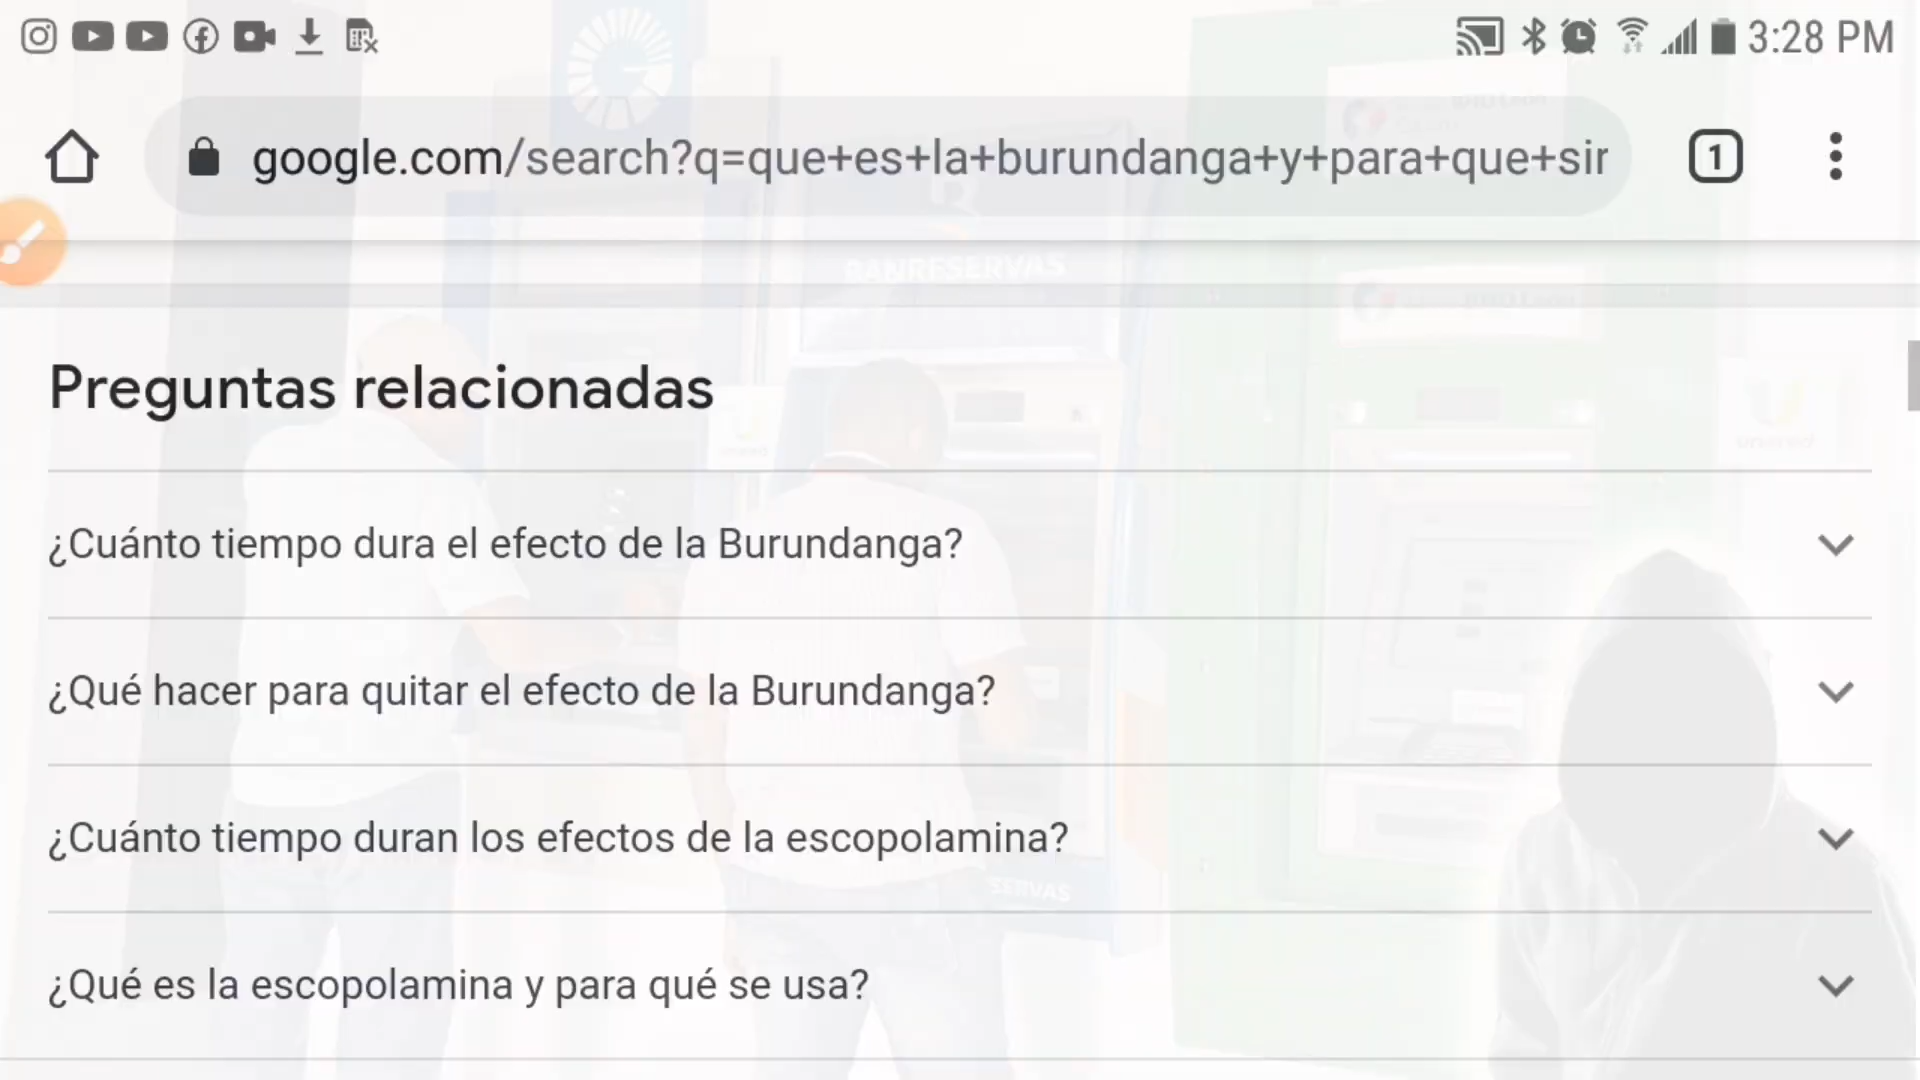 3:28 PM
google.com/search?q=que+es+la+burundanga+y+para+que+sir
1
BANRESERVAS
Preguntas relacionadas
¿Cuánto tiempo dura el efecto de la Burundanga?
¿Qué hacer para quitar el efecto de la Burundanga?
¿Cuánto tiempo duran los efectos de la escopolamina?
SERVAS
¿Qué es la escopolamina y para qué se usa?